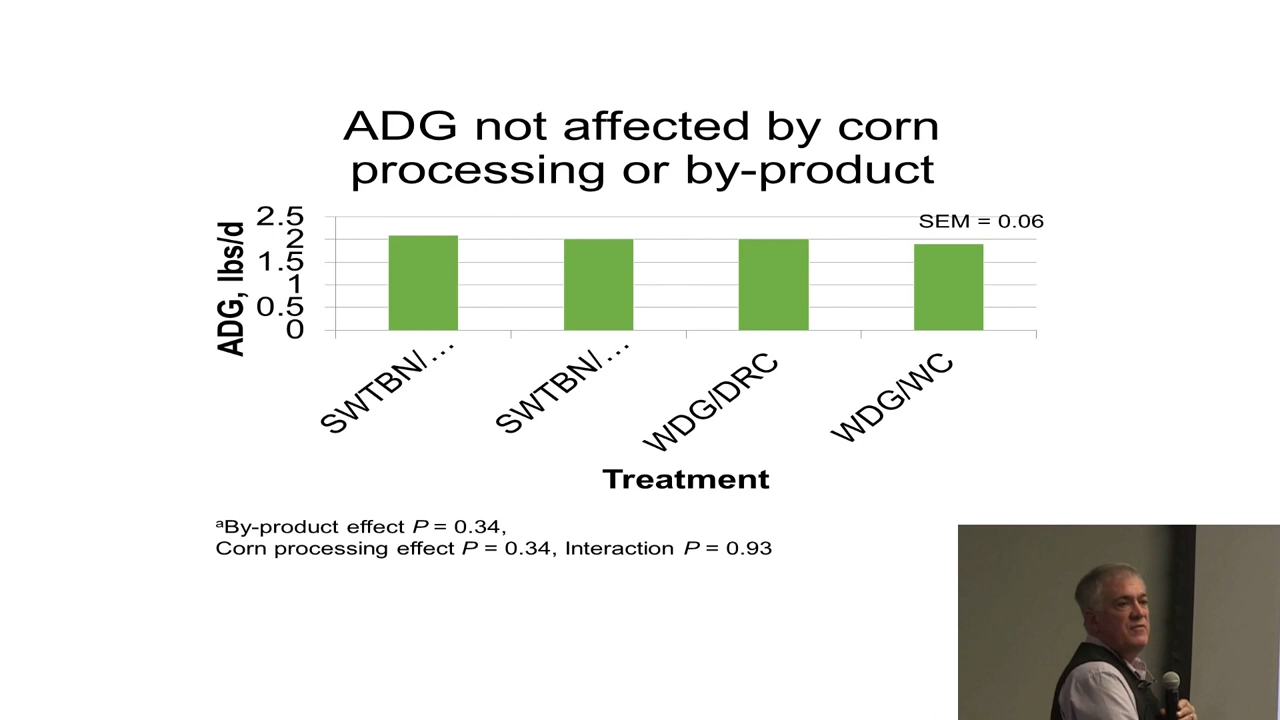 ADG not affected by corn
processing or by-product
SEM = 0.06
ADG, lbs/d
2.5
2
1.5
1
0.5
0
SWTBN/…
SWTBN/…
WDG/DRC
WDG/WC
Treatment
ᵃBy-product effect P = 0.34,
Corn processing effect P = 0.34, Interaction P = 0.93